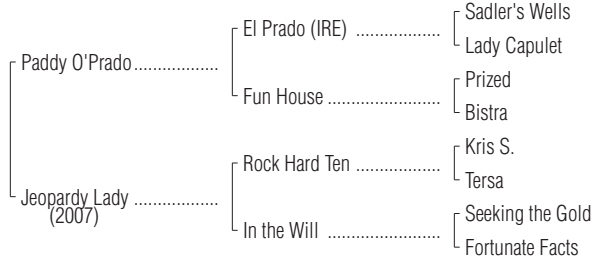 Sadler's Wells
El Prado (IRE) ....................
Lady Capulet
Paddy O'Prado ....................
Prized
Fun House ..........................
Bistra
Kris S.
Rock Hard Ten ....................
Tersa
Jeopardy Lady ....................
(2007)
Seeking the Gold
In the Will ..........................
Fortunate Facts